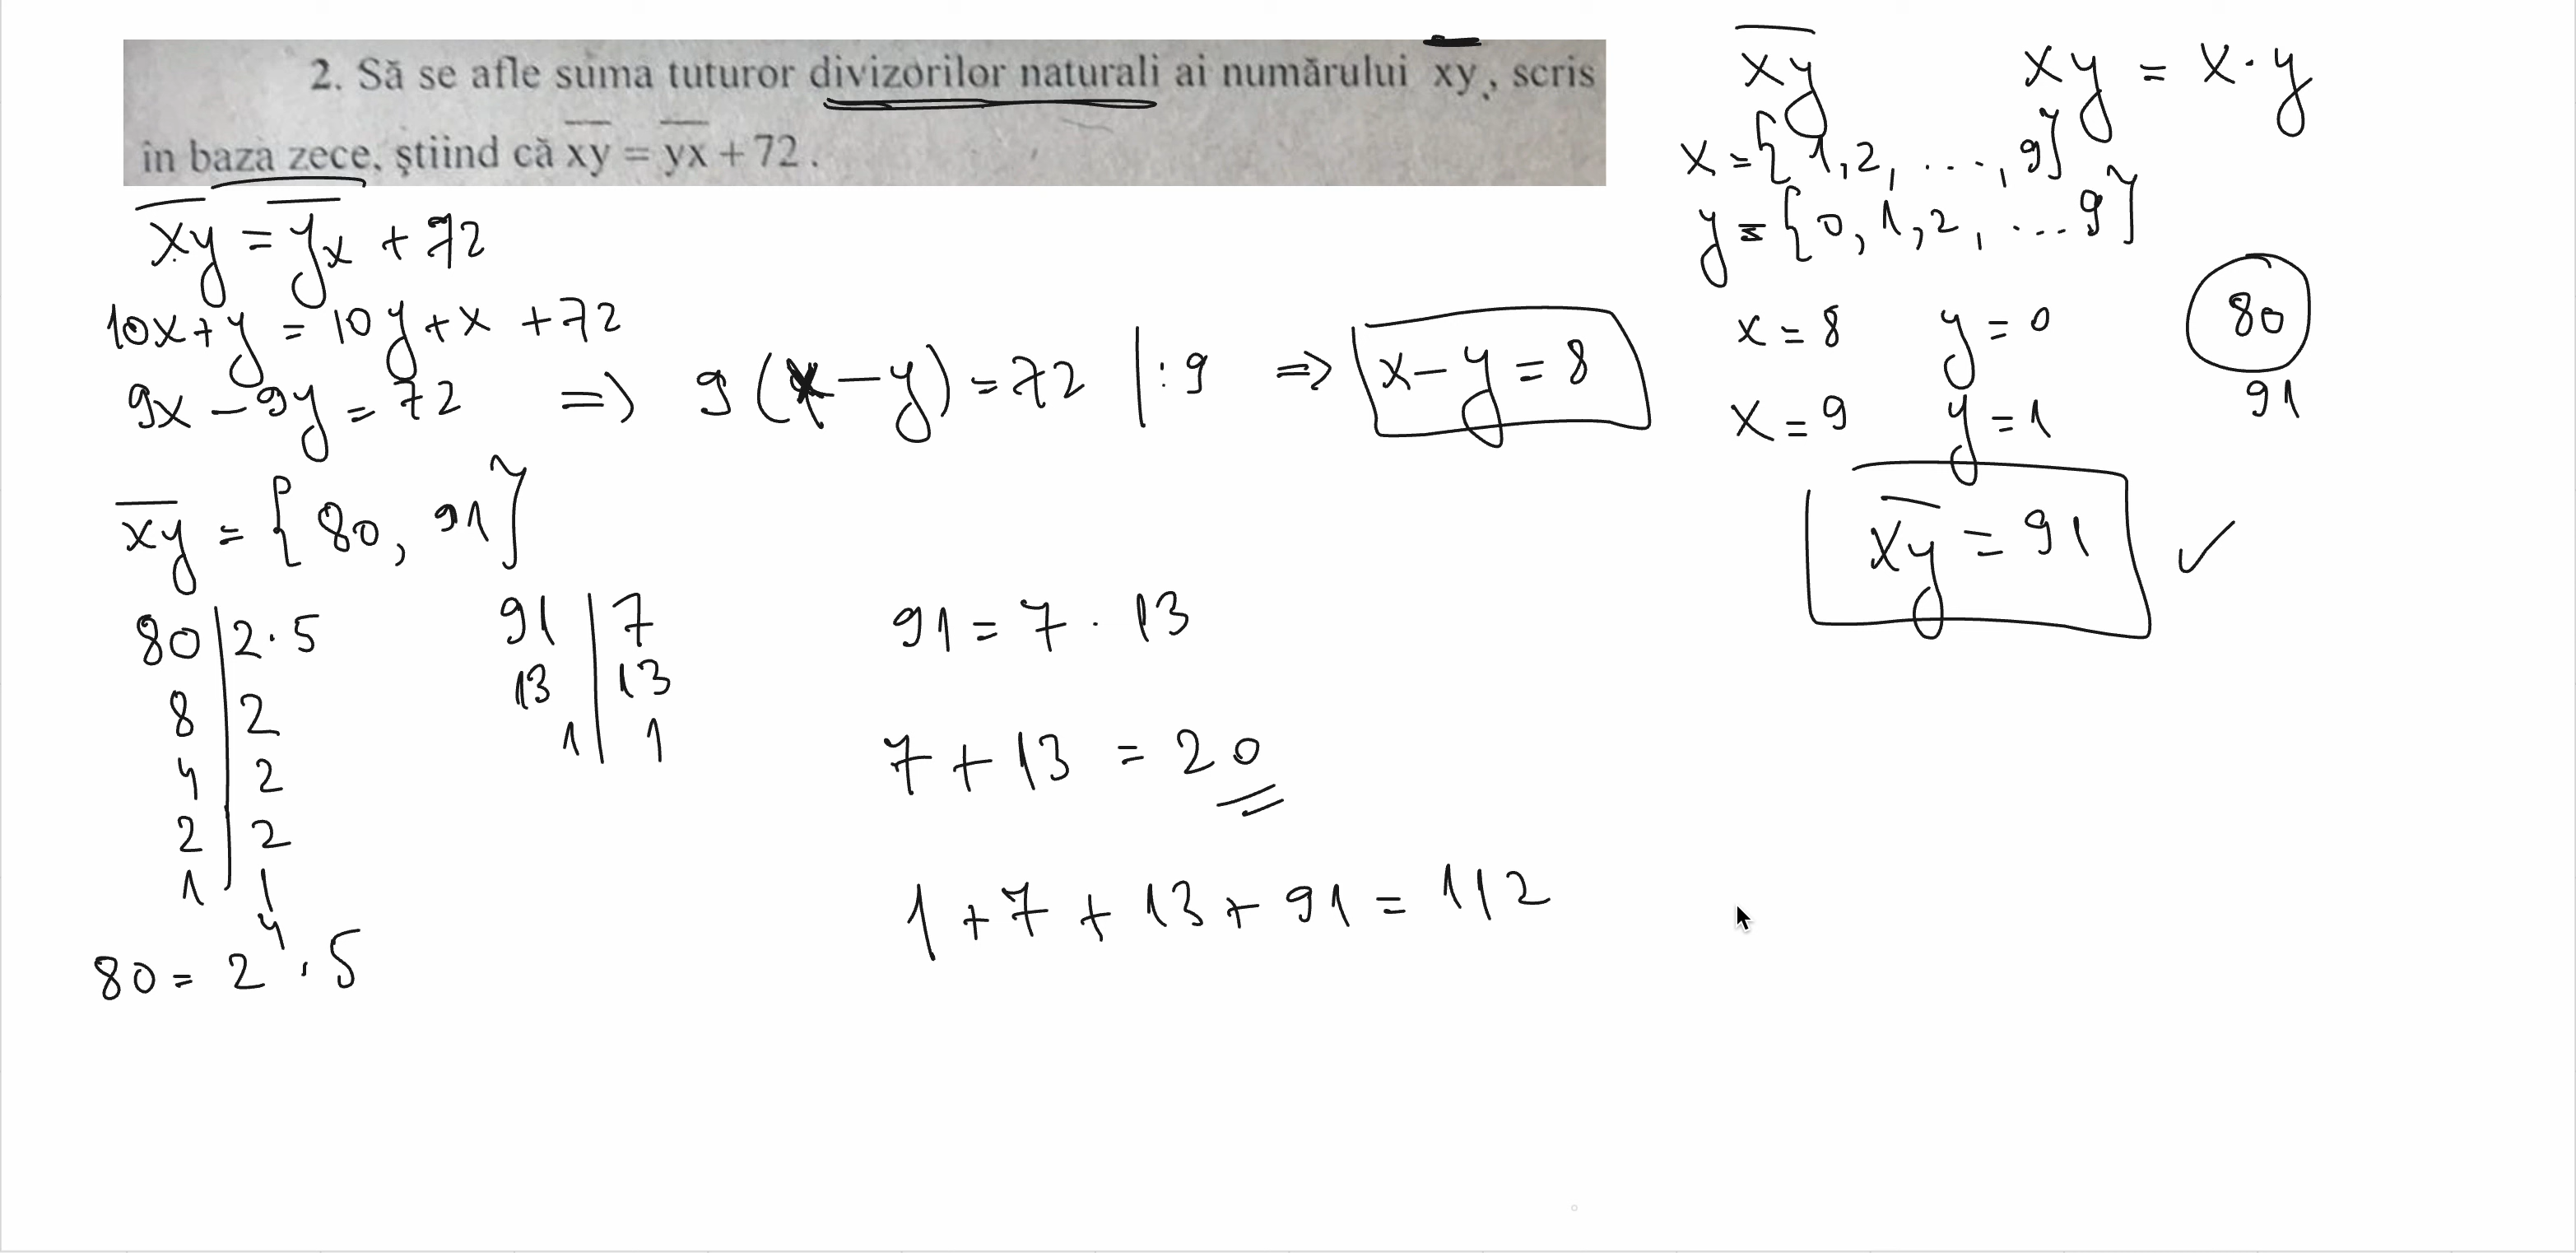 2. Să se afle suma tuturor divizorilor naturali ai numărului xy, scris
în baza zece, știind că xy = yx + 72.
xy = yx + 72
10x+y = 10y+x +72
9x - 9y = 72 => 9(x-y) = 72 |:9 => x-y = 8
xy = {80, 91}
80 | 2·5
8 | 2
4 | 2
2 | 2
1 | 1
80 = 2⁴·5
91 | 7
13 | 13
1 | 1
91 = 7 · 13
7 + 13 = 20
1 + 7 + 13 + 91 = 112
xy
xy = x·y
x = {1,2, ..., 9}
y = {0, 1,2, ... 9}
x = 8 y = 0 80
x = 9 y = 1 91
xy = 91 ✓